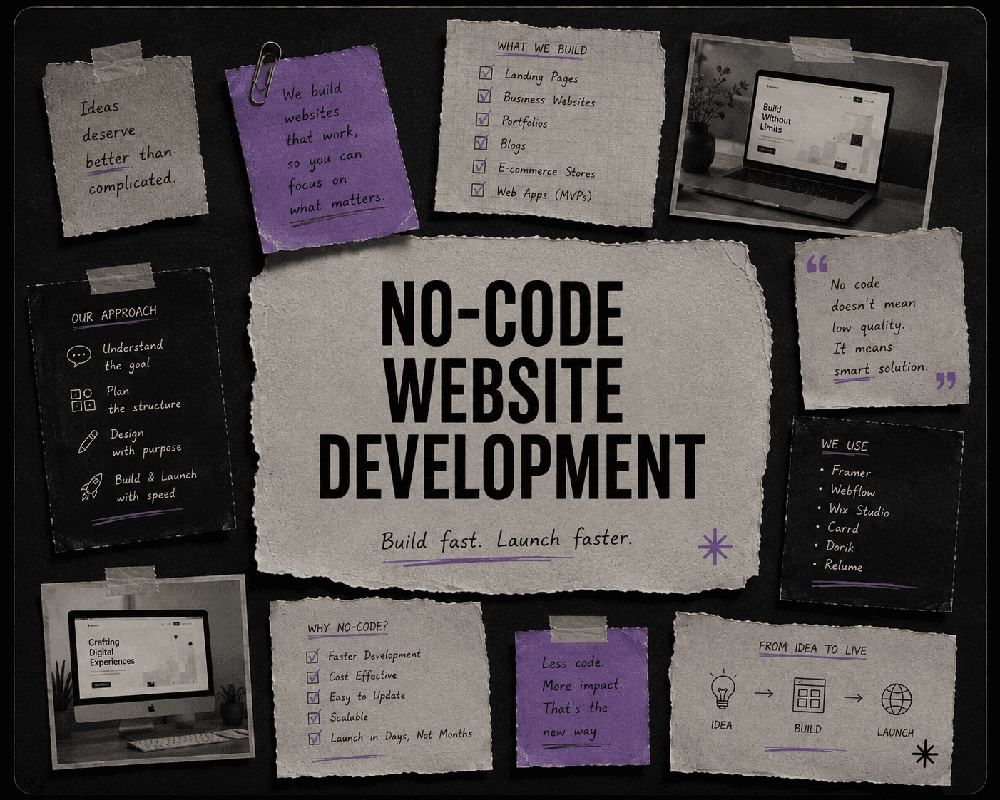 Ideas
deserve
better than
complicated.
We build
websites
that work,
so you can
focus on
what matters.
WHAT WE BUILD
Landing Pages
Business Websites
Portfolios
Blogs
E-commerce Stores
Web Apps (MVPs)
Build
Without
Limits
OUR APPROACH
Understand
the goal
Plan
the structure
Design
with purpose
Build & Launch
with speed
NO-CODE
WEBSITE
DEVELOPMENT
Build fast. Launch faster.
“
No code
doesn't mean
low quality.
It means
smart solution.
”
WE USE
• Framer
• Webflow
• Wix Studio
• Carrd
• Dorik
• Relume
Crafting
Digital
Experiences
WHY NO-CODE?
Faster Development
Cost Effective
Easy to Update
Scalable
Launch in Days, Not Months
Less code.
More impact.
That's the
new way.
FROM IDEA TO LIVE
IDEA
BUILD
LAUNCH